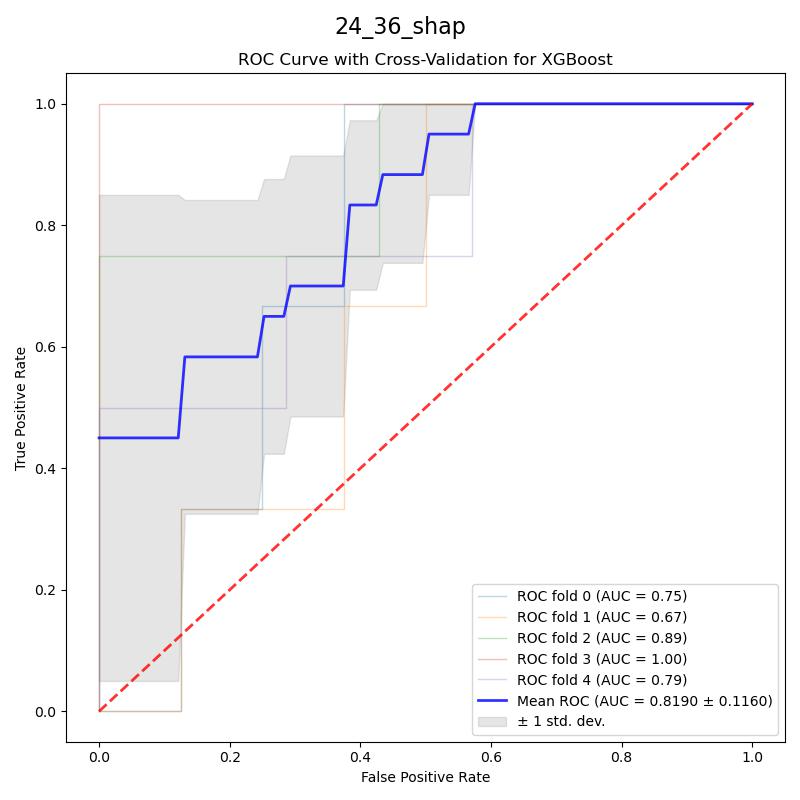 24_36_shap
ROC Curve with Cross-Validation for XGBoost
1.0
0.8
0.6
0.4
0.2
0.0
True Positive Rate
ROC fold 0 (AUC = 0.75)
ROC fold 1 (AUC = 0.67)
ROC fold 2 (AUC = 0.89)
ROC fold 3 (AUC = 1.00)
ROC fold 4 (AUC = 0.79)
Mean ROC (AUC = 0.8190 ± 0.1160)
± 1 std. dev.
0.0 0.2 0.4 0.6 0.8 1.0
False Positive Rate